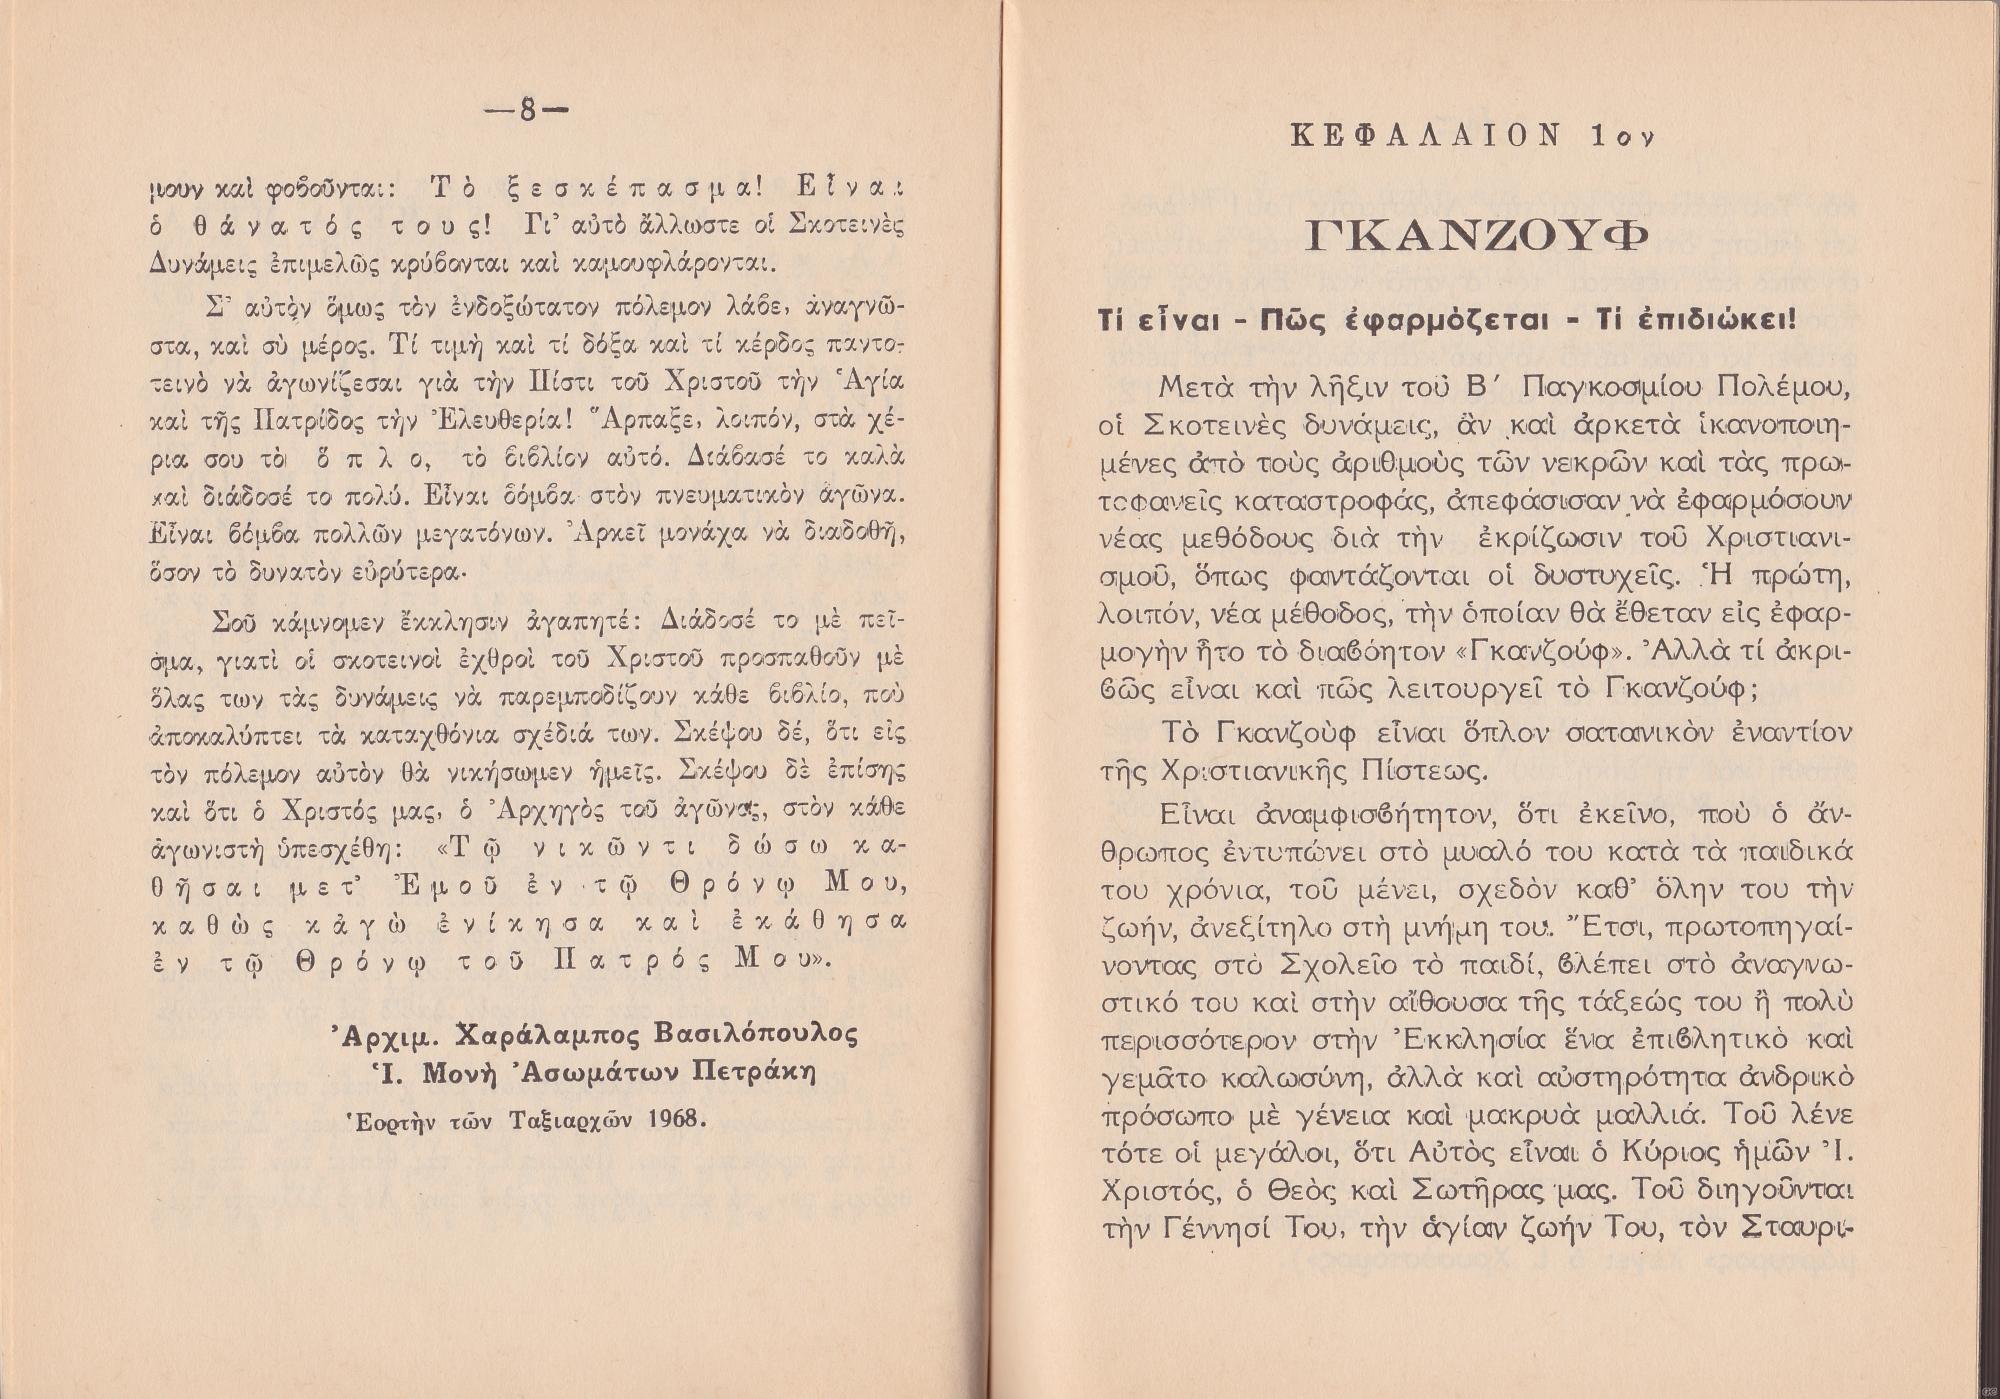 —8—
μουν καὶ φοβοῦνται: Τὸ ξεσκέπασμα! Εἶναι
ὁ θάνατός τους! Γι' αὐτὸ ἄλλωστε οἱ Σκοτεινὲς
Δυνάμεις ἐπιμελῶς κρύβονται καὶ καμουφλάρονται.
Σ' αὐτὸν ὅμως τὸν ἐνδοξώτατον πόλεμον λάβε, ἀναγνῶ-
στα, καὶ σὺ μέρος. Τί τιμὴ καὶ τί δόξα καὶ τί κέρδος παντο-
τεινὸ νὰ ἀγωνίζεσαι γιὰ τὴν Πίστι τοῦ Χριστοῦ τὴν Ἁγία
καὶ τῆς Πατρίδος τὴν Ἐλευθερία! Ἅρπαξε, λοιπόν, στὰ χέ-
ρια σου τὸ ὅπλο, τὸ βιβλίον αὐτό. Διάβασέ το καλὰ
καὶ διάδοσέ το πολύ. Εἶναι βόμβα στὸν πνευματικὸν ἀγῶνα.
Εἶναι βόμβα πολλῶν μεγατόνων. Ἀρκεῖ μονάχα νὰ διαδοθῇ,
ὅσον τὸ δυνατὸν εὐρύτερα.
Σοῦ κάμνομεν ἔκκλησιν ἀγαπητέ: Διάδοσέ το μὲ πεῖ-
σμα, γιατὶ οἱ σκοτεινοὶ ἐχθροὶ τοῦ Χριστοῦ προσπαθοῦν μὲ
ὅλας των τὰς δυνάμεις νὰ παρεμποδίζουν κάθε βιβλίο, ποὺ
ἀποκαλύπτει τὰ καταχθόνια σχέδιά των. Σκέψου δέ, ὅτι εἰς
τὸν πόλεμον αὐτὸν θὰ νικήσωμεν ἡμεῖς. Σκέψου δὲ ἐπίσης
καὶ ὅτι ὁ Χριστός μας, ὁ Ἀρχηγὸς τοῦ ἀγῶνος, στὸν κάθε
ἀγωνιστὴ ὑπεσχέθη: «Τῷ νικῶντι δώσω κα-
θῆσαι μετ' Ἐμοῦ ἐν τῷ Θρόνῳ Μου,
καθὼς κἀγὼ ἐνίκησα καὶ ἐκάθησα
ἐν τῷ Θρόνῳ τοῦ Πατρός Μου».
Ἀρχιμ. Χαράλαμπος Βασιλόπουλος
Ἱ. Μονὴ Ἀσωμάτων Πετράκη
Ἑορτὴν τῶν Ταξιαρχῶν 1968.
ΚΕΦΑΛΑΙΟΝ 1ον
ΓΚΑΝΖΟΥΦ
Τί εἶναι - Πῶς ἐφαρμόζεται - Τί ἐπιδιώκει!
Μετὰ τὴν λῆξιν τοῦ Β΄ Παγκοσμίου Πολέμου,
οἱ Σκοτεινὲς δυνάμεις, ἂν καὶ ἀρκετὰ ἱκανοποιη-
μένες ἀπὸ τοὺς ἀριθμοὺς τῶν νεκρῶν καὶ τὰς πρω-
τοφανεῖς καταστροφάς, ἀπεφάσισαν νὰ ἐφαρμόσουν
νέας μεθόδους διὰ τὴν ἐκρίζωσιν τοῦ Χριστιανι-
σμοῦ, ὅπως φαντάζονται οἱ δυστυχεῖς. Ἡ πρώτη,
λοιπόν, νέα μέθοδος, τὴν ὁποίαν θὰ ἔθεταν εἰς ἐφαρ-
μογὴν ἦτο τὸ διαβόητον «Γκανζούφ». Ἀλλὰ τί ἀκρι-
βῶς εἶναι καὶ πῶς λειτουργεῖ τὸ Γκανζούφ;
Τὸ Γκανζοὺφ εἶναι ὅπλον σατανικὸν ἐναντίον
τῆς Χριστιανικῆς Πίστεως.
Εἶναι ἀναμφισβήτητον, ὅτι ἐκεῖνο, ποὺ ὁ ἄν-
θρωπος ἐντυπώνει στὸ μυαλό του κατὰ τὰ παιδικά
του χρόνια, τοῦ μένει, σχεδὸν καθ' ὅλην του τὴν
ζωήν, ἀνεξίτηλο στὴ μνήμη του. Ἔτσι, πρωτοπηγαί-
νοντας στὸ Σχολεῖο τὸ παιδί, βλέπει στὸ ἀναγνω-
στικό του καὶ στὴν αἴθουσα τῆς τάξεώς του ἢ πολὺ
περισσότερον στὴν Ἐκκλησία ἕνα ἐπιβλητικὸ καὶ
γεμᾶτο καλωσύνη, ἀλλὰ καὶ αὐστηρότητα ἀνδρικὸ
πρόσωπο μὲ γένεια καὶ μακρυὰ μαλλιά. Τοῦ λένε
τότε οἱ μεγάλοι, ὅτι Αὐτὸς εἶναι ὁ Κύριος ἡμῶν Ἰ.
Χριστός, ὁ Θεὸς καὶ Σωτῆρας μας. Τοῦ διηγοῦνται
τὴν Γέννησί Του, τὴν ἁγίαν ζωήν Του, τὸν Σταυρι-